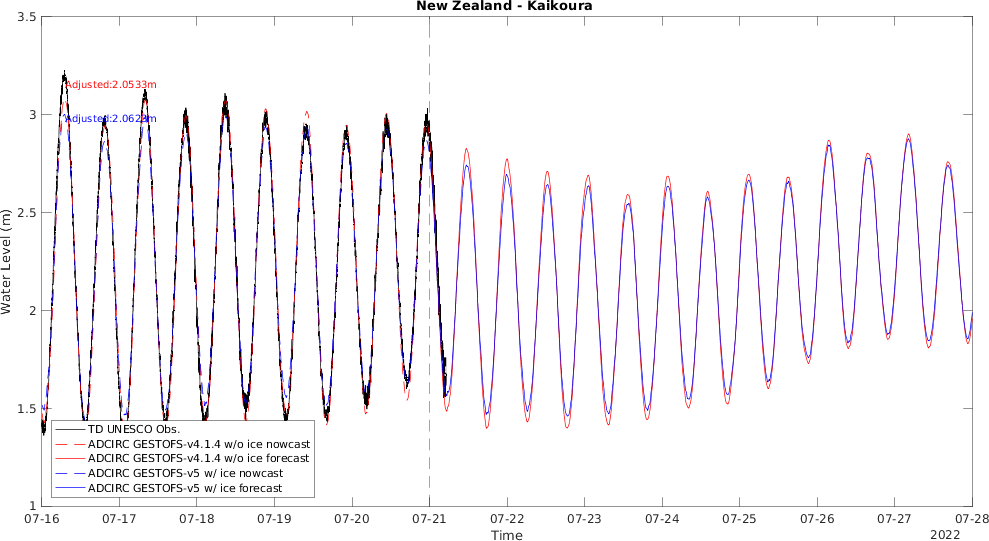 New Zealand - Kaikoura
3.5
3
2.5
2
1.5
1
Water Level (m)
Adjusted:2.0533m
Adjusted:2.0623m
TD UNESCO Obs.
ADCIRC GESTOFS-v4.1.4 w/o ice nowcast
ADCIRC GESTOFS-v4.1.4 w/o ice forecast
ADCIRC GESTOFS-v5 w/ ice nowcast
ADCIRC GESTOFS-v5 w/ ice forecast
07-16 07-17 07-18 07-19 07-20 07-21 07-22 07-23 07-24 07-25 07-26 07-27 07-28
Time
2022